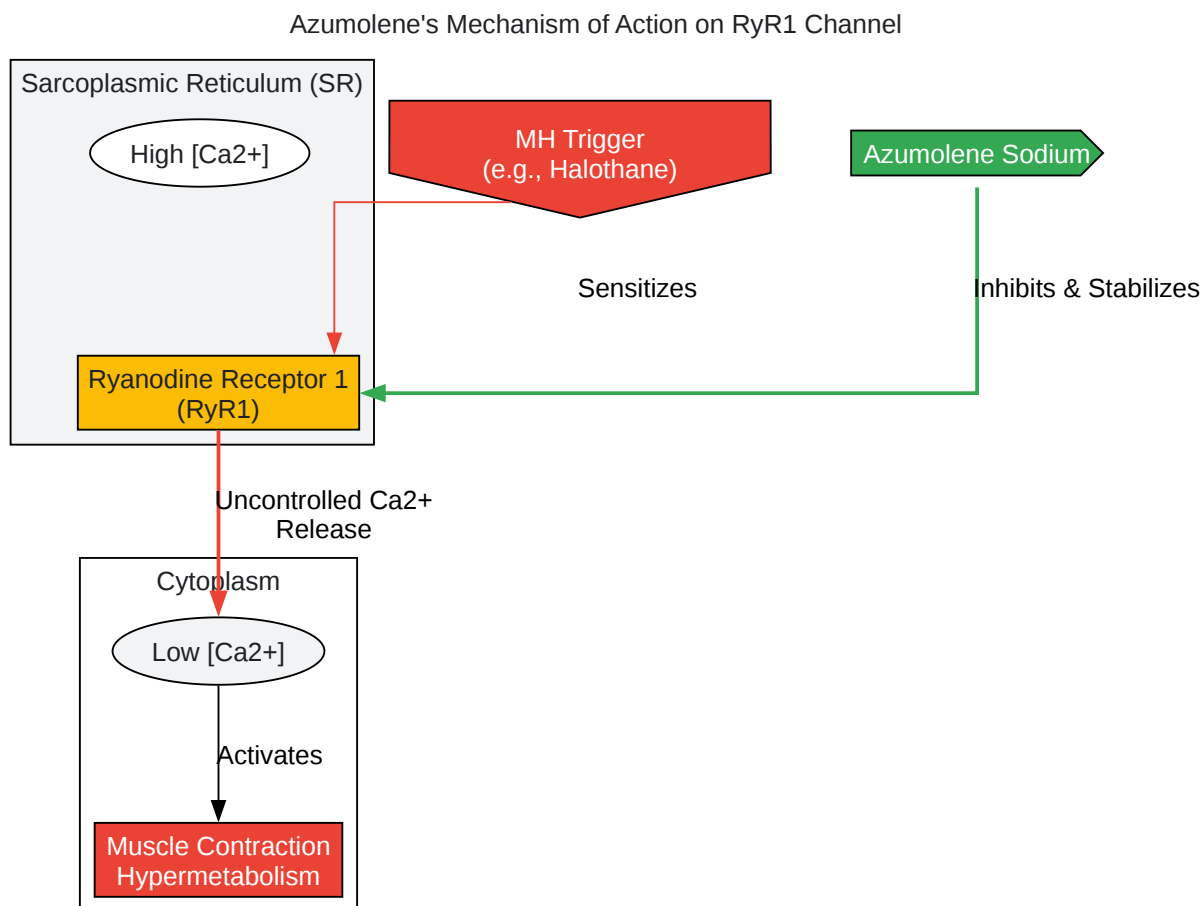 Azumolene's Mechanism of Action on RyR1 Channel
Sarcoplasmic Reticulum (SR)
High [Ca2+]
MH Trigger
(e.g., Halothane)
Azumolene Sodium
Sensitizes
Inhibits & Stabilizes
Ryanodine Receptor 1
(RyR1)
Uncontrolled Ca2+
Release
Cytoplasm
Low [Ca2+]
Activates
Muscle Contraction
Hypermetabolism